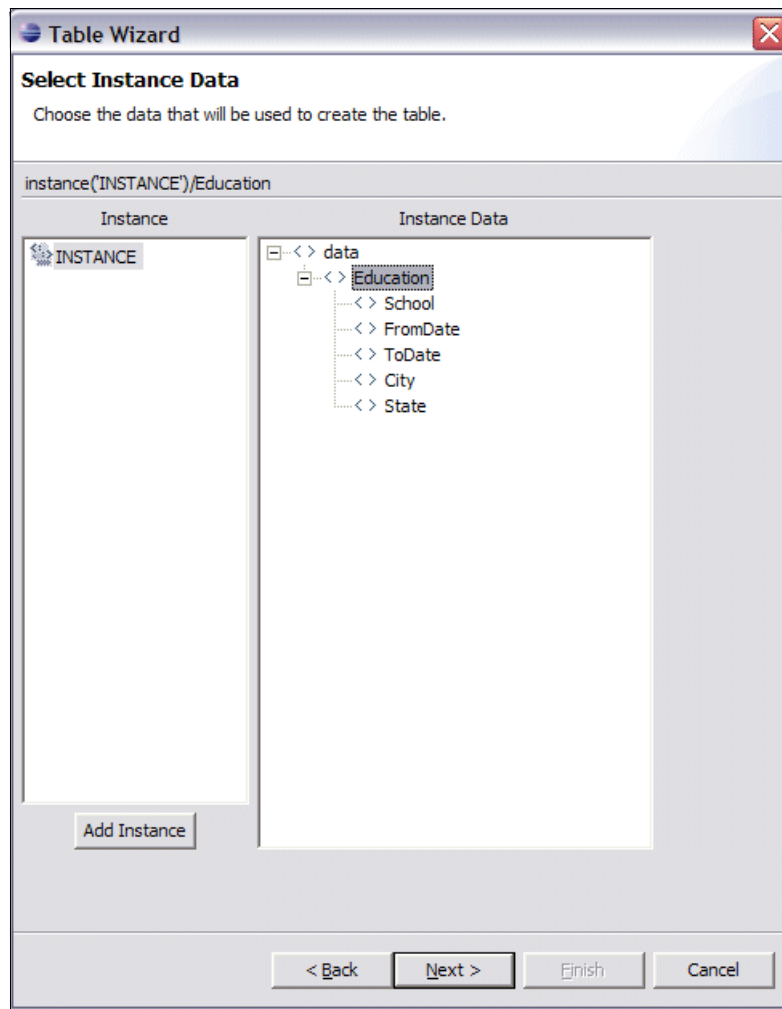 Table Wizard
Select Instance Data
Choose the data that will be used to create the table.
instance('INSTANCE')/Education
Instance
Instance Data
INSTANCE
<> data
<> Education
<> School
<> FromDate
<> ToDate
<> City
<> State
Add Instance
< Back
Next >
Finish
Cancel